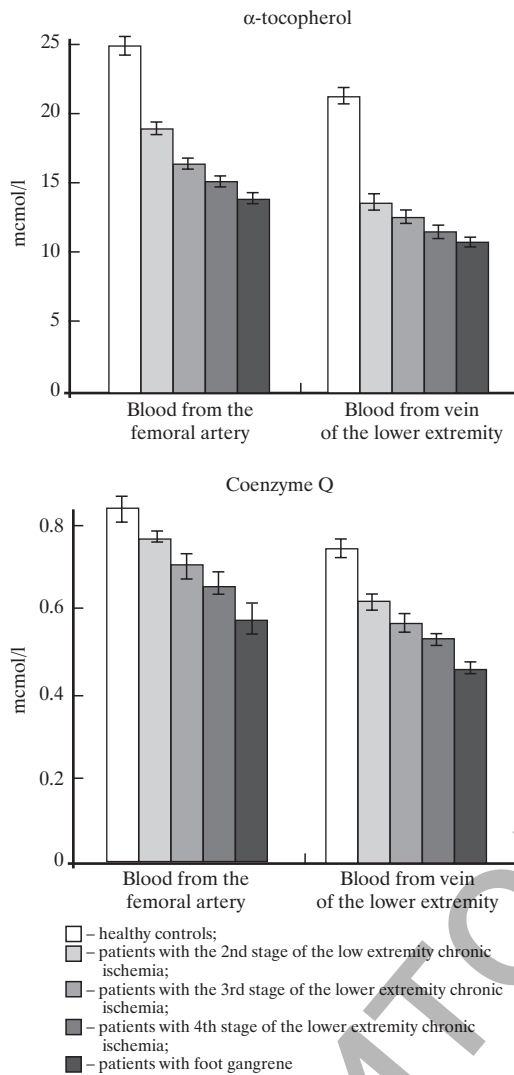 α-tocopherol
25
20
15
10
5
0
mcmol/l
Blood from the
femoral artery
Blood from vein
of the lower extremity
Coenzyme Q
0.8
0.6
0.4
0.2
0
mcmol/l
Blood from the
femoral artery
Blood from vein
of the lower extremity
– healthy controls;
– patients with the 2nd stage of the low extremity chronic
ischemia;
– patients with the 3rd stage of the lower extremity chronic
ischemia;
– patients with 4th stage of the lower extremity chronic
ischemia;
– patients with foot gangrene